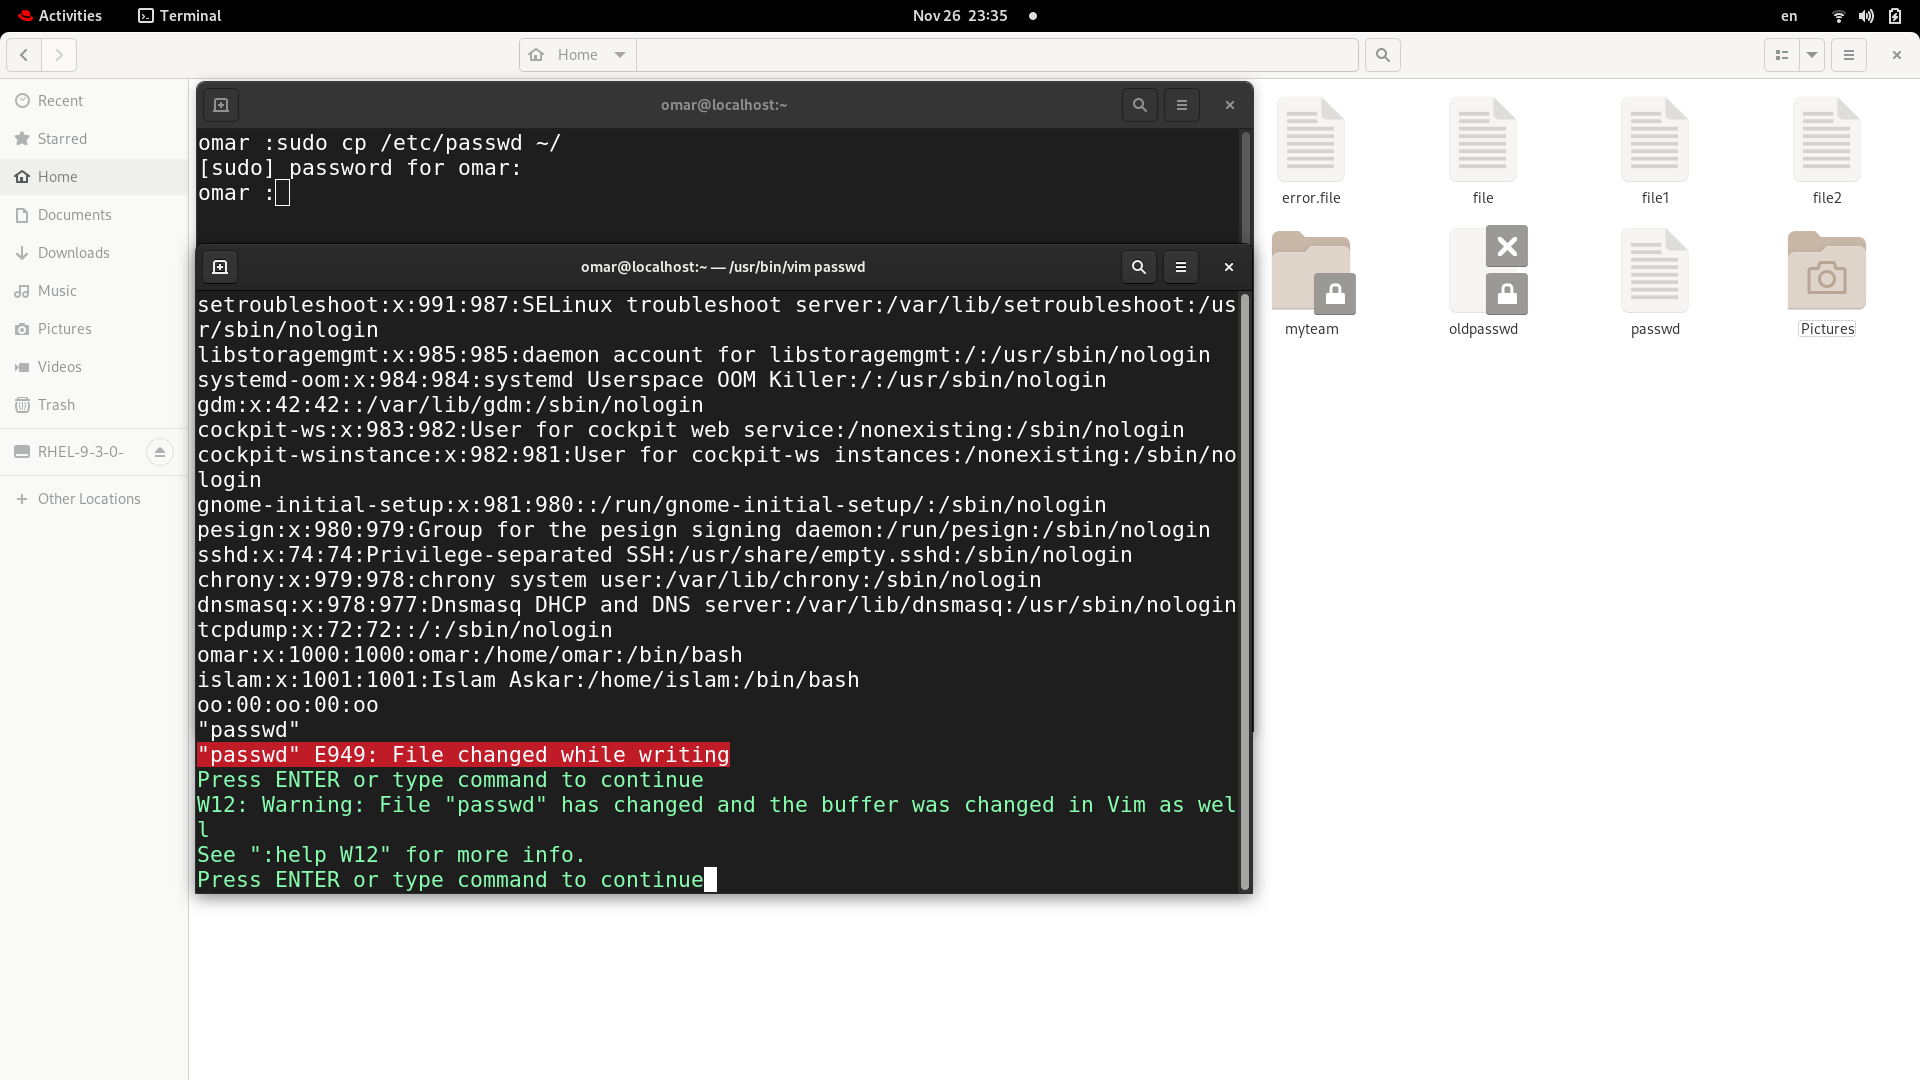 Activities
Terminal
Nov 26 23:35
en
Home
Recent
Starred
Home
Documents
Downloads
Music
Pictures
Videos
Trash
RHEL-9-3-0-
Other Locations
omar@localhost:~
omar :sudo cp /etc/passwd ~/
[sudo] password for omar:
omar :
omar@localhost:~ — /usr/bin/vim passwd
setroubleshoot:x:991:987:SELinux troubleshoot server:/var/lib/setroubleshoot:/us
r/sbin/nologin
libstoragemgmt:x:985:985:daemon account for libstoragemgmt:/:/usr/sbin/nologin
systemd-oom:x:984:984:systemd Userspace OOM Killer:/:/usr/sbin/nologin
gdm:x:42:42::/var/lib/gdm:/sbin/nologin
cockpit-ws:x:983:982:User for cockpit web service:/nonexisting:/sbin/nologin
cockpit-wsinstance:x:982:981:User for cockpit-ws instances:/nonexisting:/sbin/no
login
gnome-initial-setup:x:981:980::/run/gnome-initial-setup/:/sbin/nologin
pesign:x:980:979:Group for the pesign signing daemon:/run/pesign:/sbin/nologin
sshd:x:74:74:Privilege-separated SSH:/usr/share/empty.sshd:/sbin/nologin
chrony:x:979:978:chrony system user:/var/lib/chrony:/sbin/nologin
dnsmasq:x:978:977:Dnsmasq DHCP and DNS server:/var/lib/dnsmasq:/usr/sbin/nologin
tcpdump:x:72:72::/:/sbin/nologin
omar:x:1000:1000:omar:/home/omar:/bin/bash
islam:x:1001:1001:Islam Askar:/home/islam:/bin/bash
oo:00:oo:00:oo
"passwd"
"passwd" E949: File changed while writing
Press ENTER or type command to continue
W12: Warning: File "passwd" has changed and the buffer was changed in Vim as wel
l
See ":help W12" for more info.
Press ENTER or type command to continue
error.file
file
file1
file2
myteam
oldpasswd
passwd
Pictures